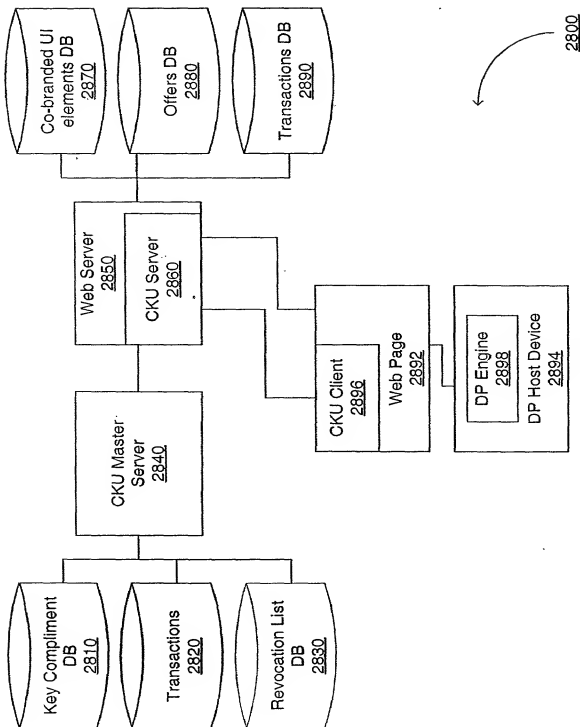 Key Compliment
DB
2810
Transactions
2820
Revocation List
DB
2830
CKU Master
Server
2840
Web Server
2850
CKU Server
2860
Co-branded UI
elements DB
2870
Offers DB
2880
Transactions DB
2890
CKU Client
2896
Web Page
2892
DP Engine
2898
DP Host Device
2894
2800